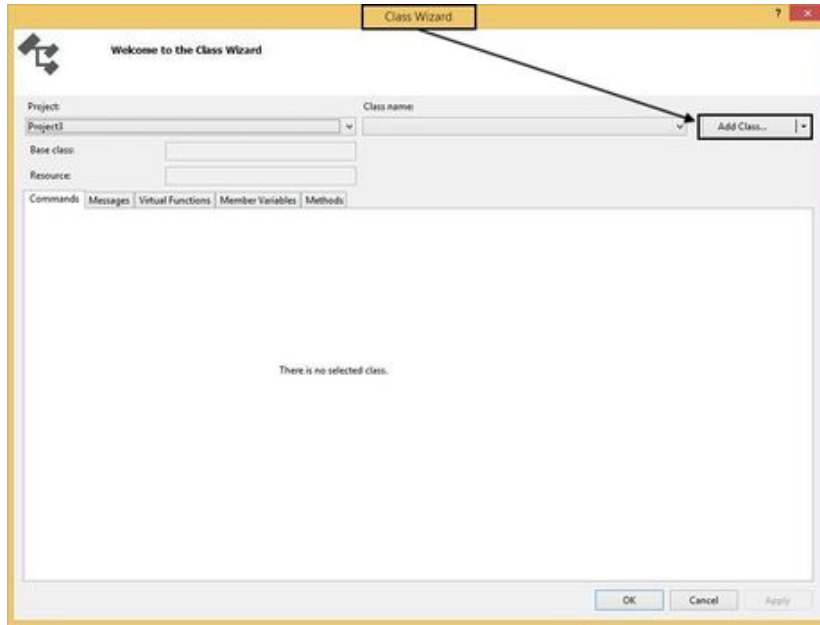 Class Wizard
?
Welcome to the Class Wizard
Project:
Class name:
Project3
Add Class...
Base class:
Resource:
Commands Messages Virtual Functions Member Variables Methods
There is no selected class.
OK Cancel Apply